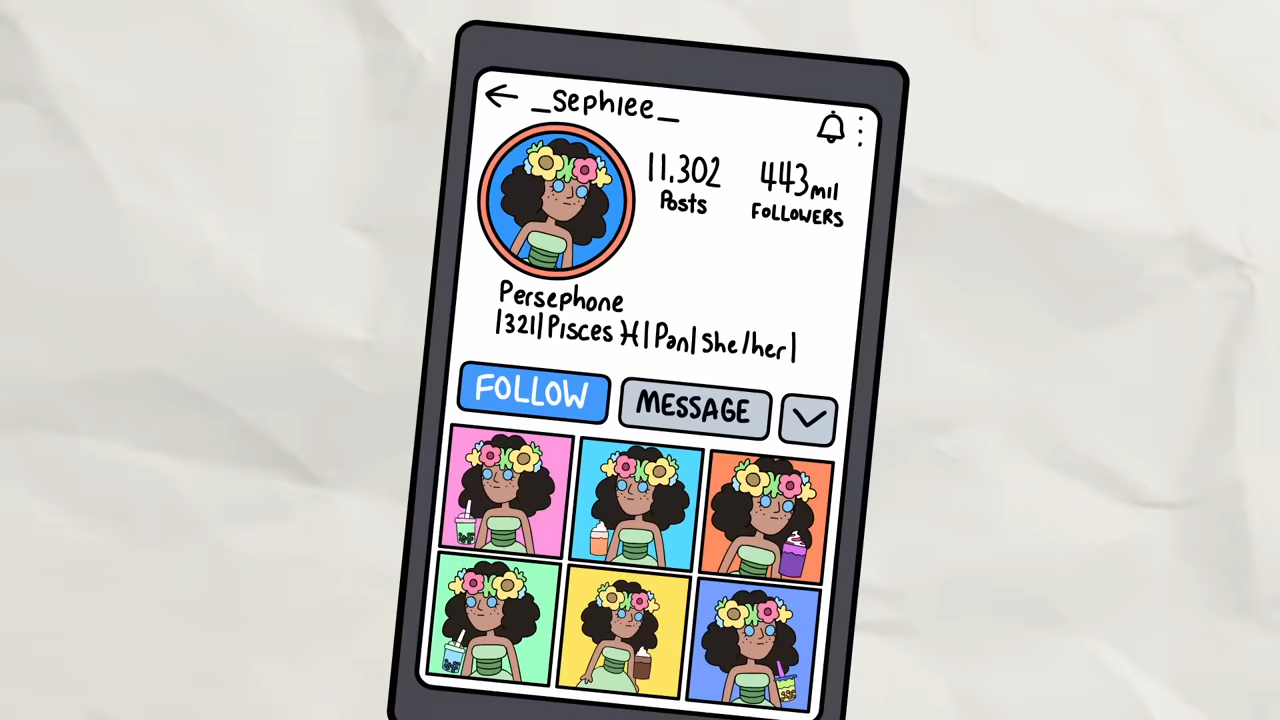 _Sephiee_
11.302
Posts
443mil
FOLLOWERS
Persephone
|321|Pisces ♓|Pan|She/her|
FOLLOW
MESSAGE